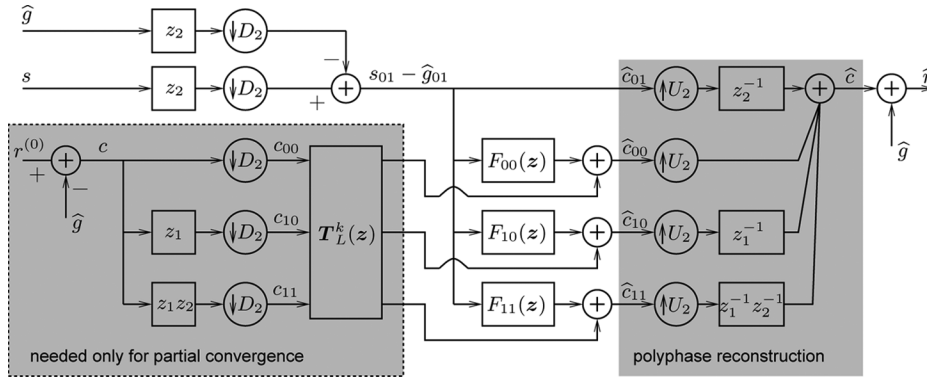 ĝ z₂ ↓D₂ −
s z₂ ↓D₂ + + s₀₁ − ĝ₀₁ ĉ₀₁ ↑U₂ z₂⁻¹ + ĉ + r̂
r⁽⁰⁾ + + − c ↓D₂ c₀₀ F₀₀(z) + ĉ₀₀ ↑U₂ ĝ
ĝ z₁ ↓D₂ c₁₀ T_L^k(z) F₁₀(z) + ĉ₁₀ ↑U₂ z₁⁻¹
z₁z₂ ↓D₂ c₁₁ F₁₁(z) + ĉ₁₁ ↑U₂ z₁⁻¹z₂⁻¹
needed only for partial convergence polyphase reconstruction